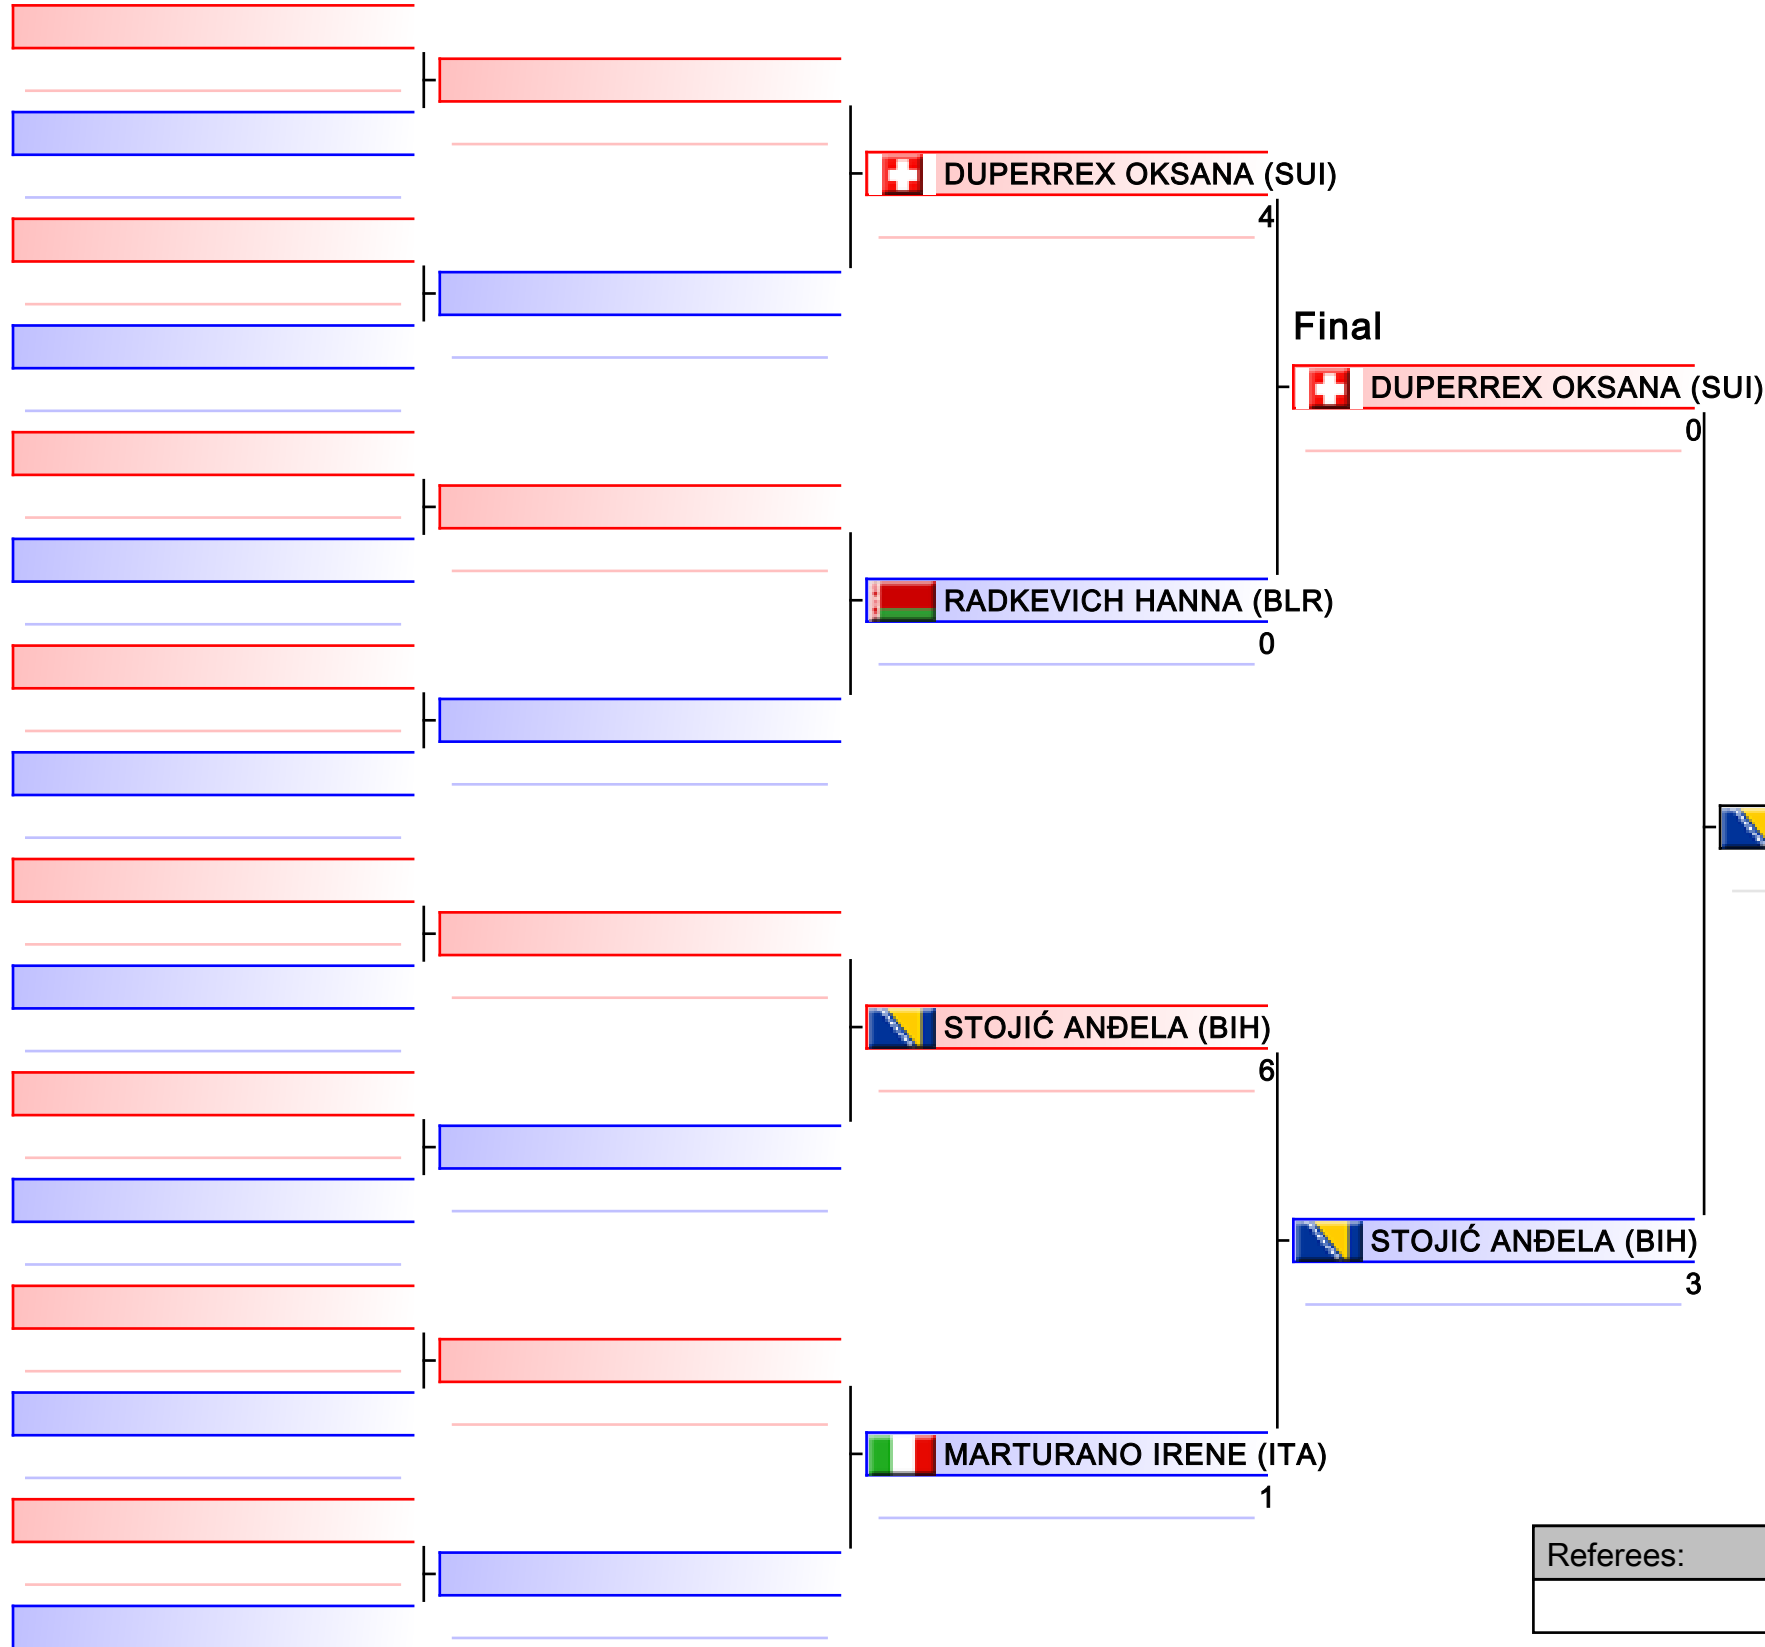 DUPERREX OKSANA (SUI)
4
Final
DUPERREX OKSANA (SUI)
0
RADKEVICH HANNA (BLR)
0
STOJIĆ ANĐELA (BIH)
6
STOJIĆ ANĐELA (BIH)
3
MARTURANO IRENE (ITA)
1
Referees: